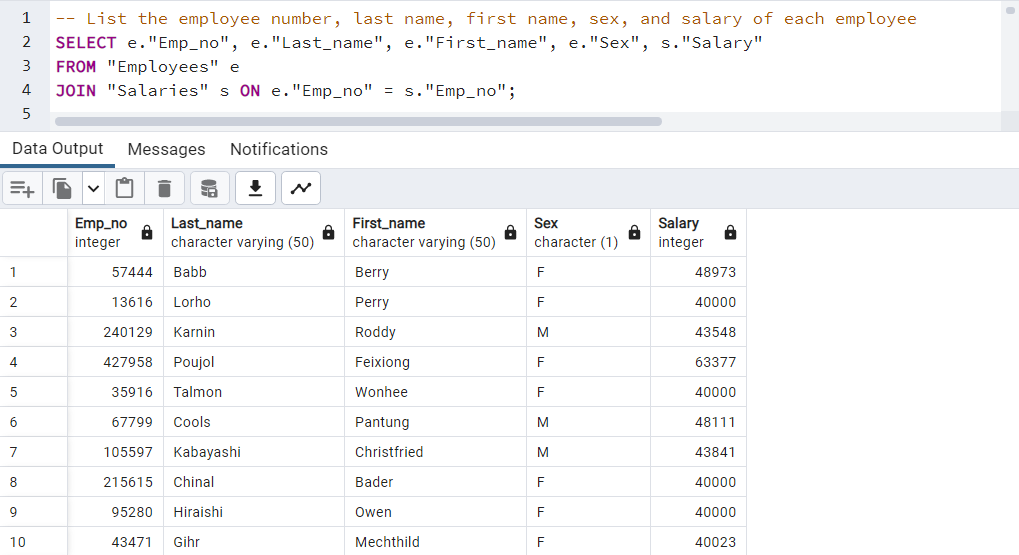 1 -- List the employee number, last name, first name, sex, and salary of each employee
2 SELECT e."Emp_no", e."Last_name", e."First_name", e."Sex", s."Salary"
3 FROM "Employees" e
4 JOIN "Salaries" s ON e."Emp_no" = s."Emp_no";
5
Data Output Messages Notifications
Emp_no Last_name First_name Sex Salary
integer character varying (50) character varying (50) character (1) integer
1 57444 Babb Berry F 48973
2 13616 Lorho Perry F 40000
3 240129 Karnin Roddy M 43548
4 427958 Poujol Feixiong F 63377
5 35916 Talmon Wonhee F 40000
6 67799 Cools Pantung M 48111
7 105597 Kabayashi Christfried M 43841
8 215615 Chinal Bader F 40000
9 95280 Hiraishi Owen F 40000
10 43471 Gihr Mechthild F 40023